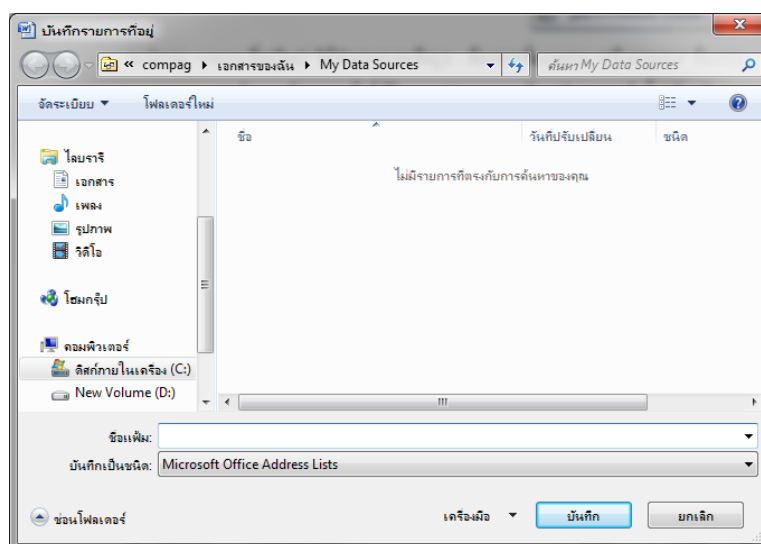 บันทึกรายการที่อยู่
« compag ▸ เอกสารของฉัน ▸ My Data Sources
ค้นหา My Data Sources
จัดระเบียบ ▼ โฟลเดอร์ใหม่
ชื่อ วันที่ปรับเปลี่ยน ชนิด
ไม่มีรายการที่ตรงกับการค้นหาของคุณ
ไลบรารี
เอกสาร
เพลง
รูปภาพ
วิดีโอ
โฮมกรุ๊ป
คอมพิวเตอร์
ดิสก์ภายในเครื่อง (C:)
New Volume (D:)
ชื่อแฟ้ม:
บันทึกเป็นชนิด: Microsoft Office Address Lists
ซ่อนโฟลเดอร์ เครื่องมือ ▼ บันทึก ยกเลิก